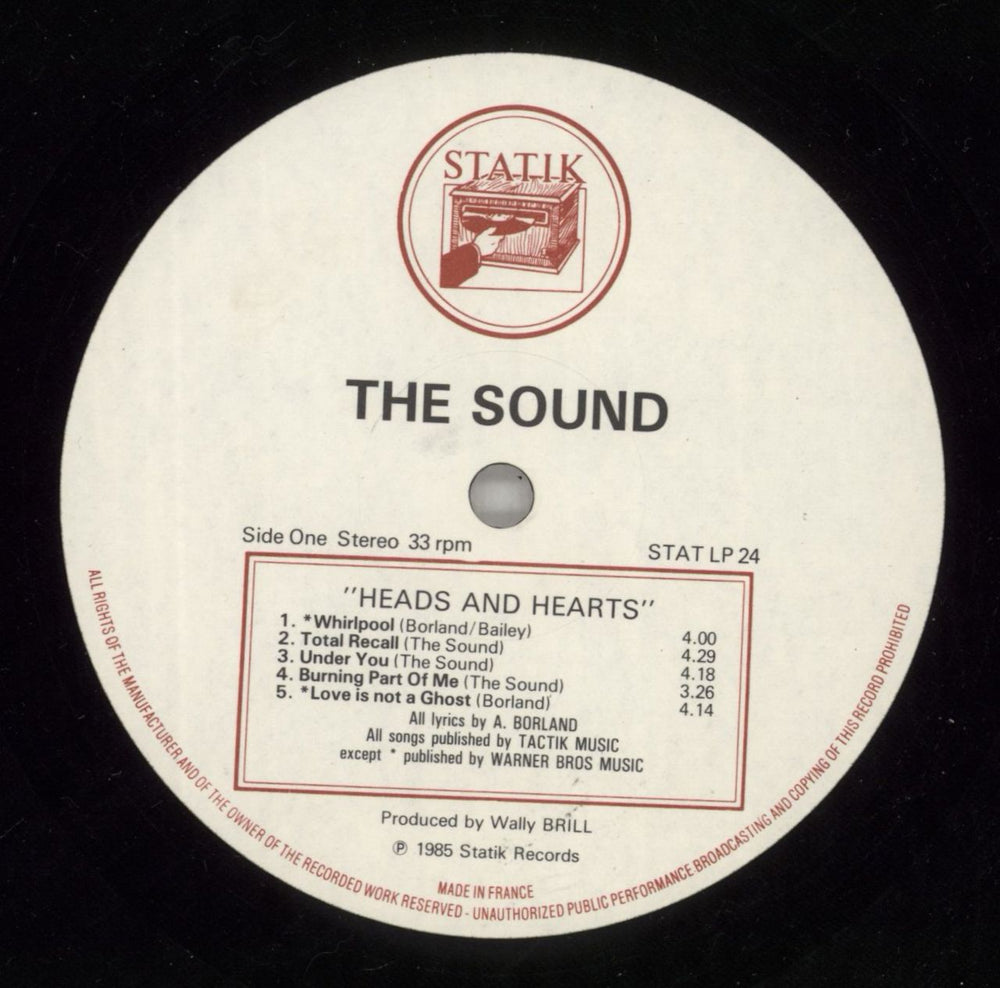 STATIK
THE SOUND
Side One Stereo 33 rpm
STAT LP 24
"HEADS AND HEARTS"
1. *Whirlpool (Borland/Bailey) 4.00
2. Total Recall (The Sound) 4.29
3. Under You (The Sound) 4.18
4. Burning Part Of Me (The Sound) 3.26
5. *Love is not a Ghost (Borland) 4.14
All lyrics by A. BORLAND
All songs published by TACTIK MUSIC
except * published by WARNER BROS MUSIC
Produced by Wally BRILL
℗ 1985 Statik Records
MADE IN FRANCE
ALL RIGHTS OF THE MANUFACTURER AND OF THE OWNER OF THE RECORDED WORK RESERVED - UNAUTHORIZED PUBLIC PERFORMANCE BROADCASTING AND COPYING OF THIS RECORD PROHIBITED